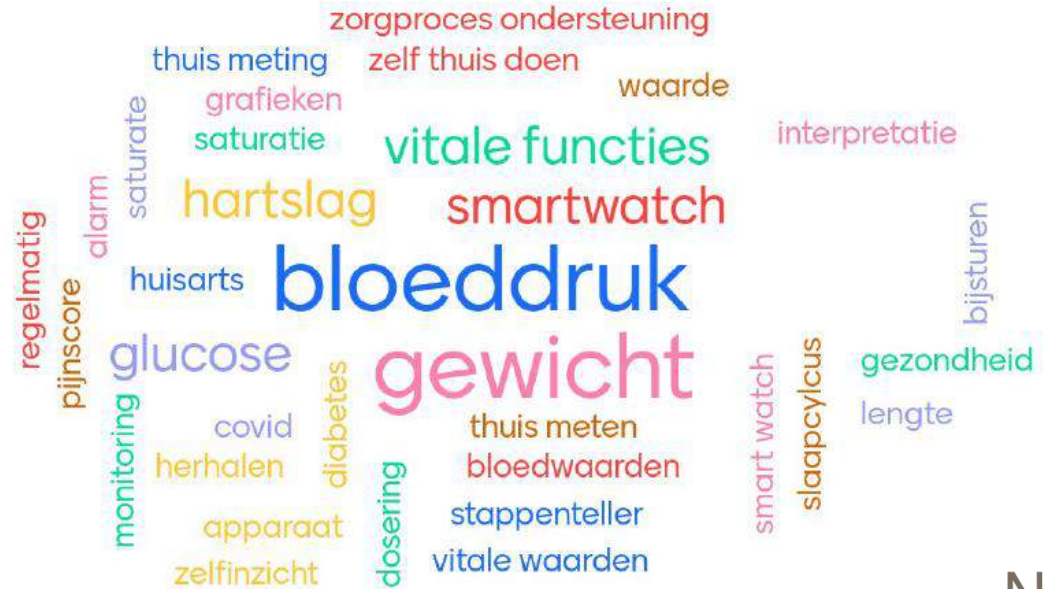 zorgproces ondersteuning
thuis meting
zelf thuis doen
waarde
grafieken
saturatie
saturate
vitale functies
interpretatie
alarm
hartslag
smartwatch
regelmatig
bijsturen
huisarts
bloeddruk
pijnscore
glucose
gewicht
gezondheid
diabetes
smart watch
slaapcylcus
lengte
monitoring
covid
thuis meten
herhalen
bloedwaarden
dosering
apparaat
stappenteller
zelfinzicht
vitale waarden
N